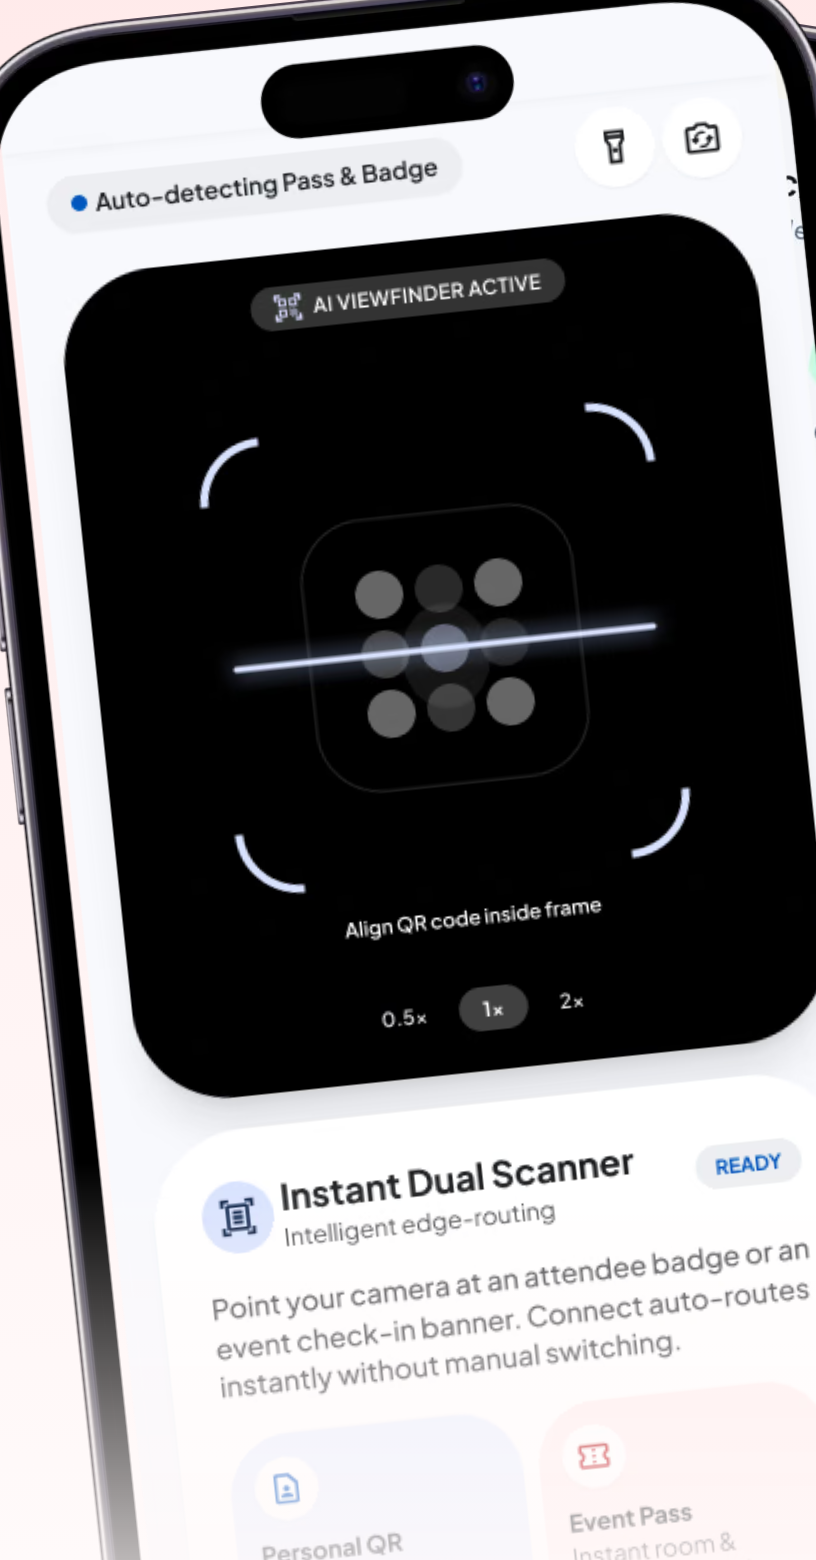 Auto-detecting Pass & Badge
AI VIEWFINDER ACTIVE
Align QR code inside frame
0.5×
1×
2×
Instant Dual Scanner
READY
Intelligent edge-routing
Point your camera at an attendee badge or an
event check-in banner. Connect auto-routes
instantly without manual switching.
Personal QR
Event Pass
Instant room &